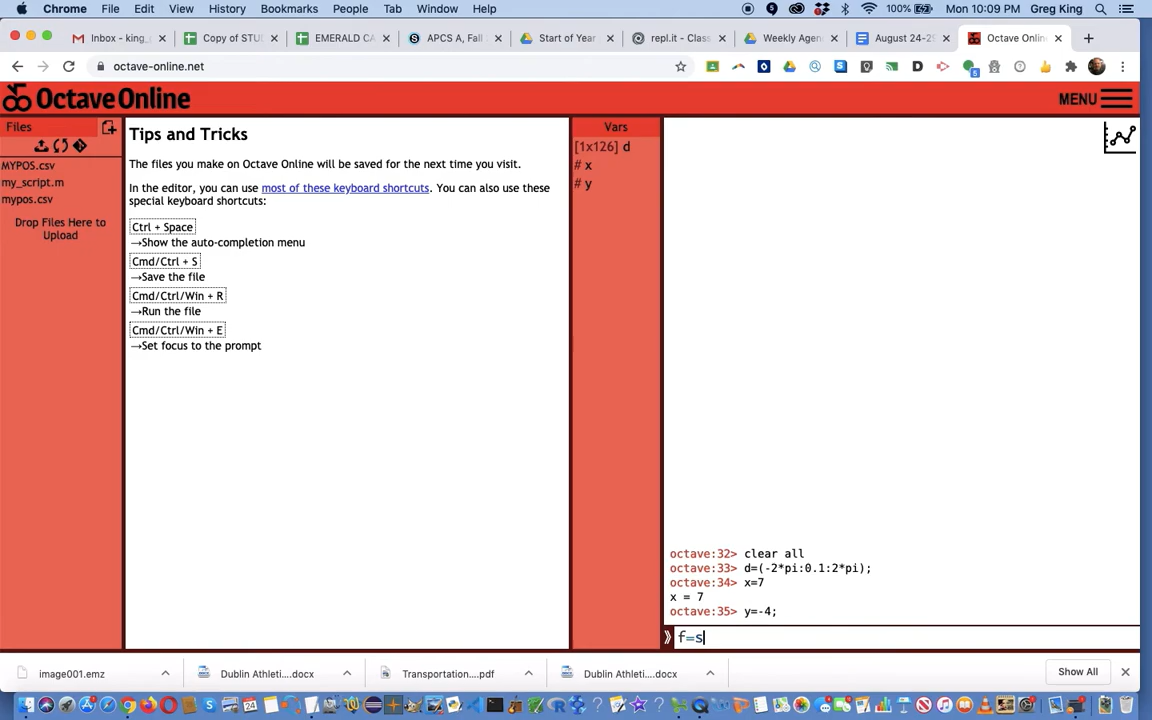 Chrome File Edit View History Bookmarks People Tab Window Help 100% Mon 10:09 PM Greg King
Inbox - king_ Copy of STU EMERALD CA APCS A, Fall Start of Year repl.it - Class Weekly Agen August 24-2 Octave Onlin
octave-online.net
Octave Online MENU
Files
MYPOS.csv
my_script.m
mypos.csv
Drop Files Here to
Upload
Tips and Tricks
The files you make on Octave Online will be saved for the next time you visit.
In the editor, you can use most of these keyboard shortcuts. You can also use these
special keyboard shortcuts:
Ctrl + Space
→Show the auto-completion menu
Cmd/Ctrl + S
→Save the file
Cmd/Ctrl/Win + R
→Run the file
Cmd/Ctrl/Win + E
→Set focus to the prompt
Vars
[1x126] d
# x
# y
octave:32> clear all
octave:33> d=(-2*pi:0.1:2*pi);
octave:34> x=7
x = 7
octave:35> y=-4;
» f=s
image001.emz Dublin Athleti....docx Transportation....pdf Dublin Athleti....docx Show All